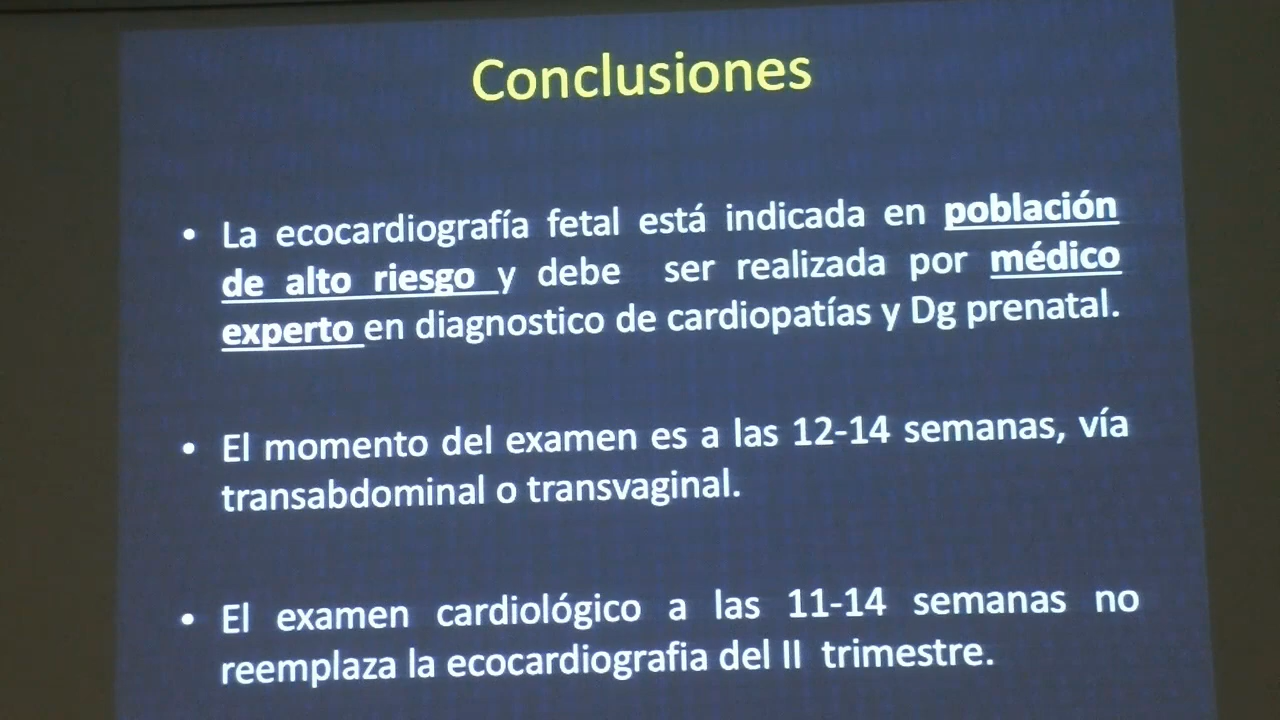 Conclusiones
• La ecocardiografía fetal está indicada en población
de alto riesgo y debe ser realizada por médico
experto en diagnostico de cardiopatías y Dg prenatal.
• El momento del examen es a las 12-14 semanas, vía
transabdominal o transvaginal.
• El examen cardiológico a las 11-14 semanas no
reemplaza la ecocardiografia del II trimestre.